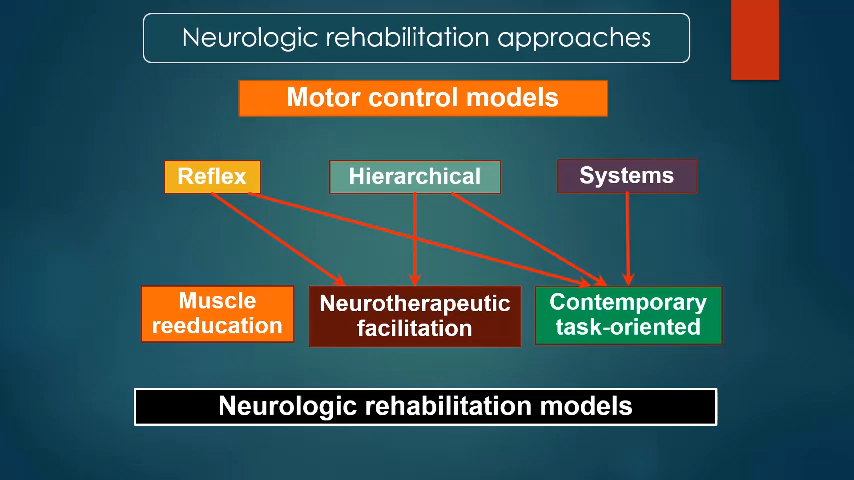 Neurologic rehabilitation approaches
Motor control models
Reflex
Hierarchical
Systems
Muscle
reeducation
Neurotherapeutic
facilitation
Contemporary
task-oriented
Neurologic rehabilitation models